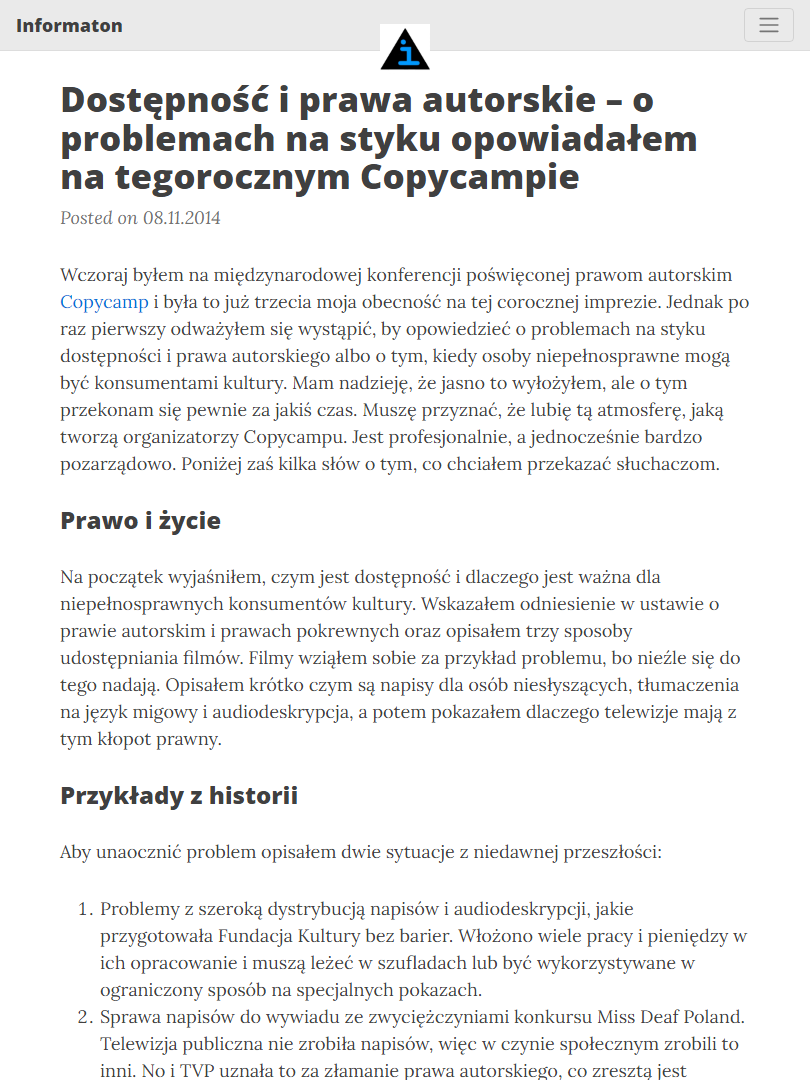 Informaton
Dostępność i prawa autorskie – o
problemach na styku opowiadałem
na tegorocznym Copycampie
Posted on 08.11.2014
Wczoraj byłem na międzynarodowej konferencji poświęconej prawom autorskim
Copycamp i była to już trzecia moja obecność na tej corocznej imprezie. Jednak po
raz pierwszy odważyłem się wystąpić, by opowiedzieć o problemach na styku
dostępności i prawa autorskiego albo o tym, kiedy osoby niepełnosprawne mogą
być konsumentami kultury. Mam nadzieję, że jasno to wyłożyłem, ale o tym
przekonam się pewnie za jakiś czas. Muszę przyznać, że lubię tą atmosferę, jaką
tworzą organizatorzy Copycampu. Jest profesjonalnie, a jednocześnie bardzo
pozarządowo. Poniżej zaś kilka słów o tym, co chciałem przekazać słuchaczom.
Prawo i życie
Na początek wyjaśniłem, czym jest dostępność i dlaczego jest ważna dla
niepełnosprawnych konsumentów kultury. Wskazałem odniesienie w ustawie o
prawie autorskim i prawach pokrewnych oraz opisałem trzy sposoby
udostępniania filmów. Filmy wziąłem sobie za przykład problemu, bo nieźle się do
tego nadają. Opisałem krótko czym są napisy dla osób niesłyszących, tłumaczenia
na język migowy i audiodeskrypcja, a potem pokazałem dlaczego telewizje mają z
tym kłopot prawny.
Przykłady z historii
Aby unaocznić problem opisałem dwie sytuacje z niedawnej przeszłości:
1. Problemy z szeroką dystrybucją napisów i audiodeskrypcji, jakie
przygotowała Fundacja Kultury bez barier. Włożono wiele pracy i pieniędzy w
ich opracowanie i muszą leżeć w szufladach lub być wykorzystywane w
ograniczony sposób na specjalnych pokazach.
2. Sprawa napisów do wywiadu ze zwyciężczyniami konkursu Miss Deaf Poland.
Telewizja publiczna nie zrobiła napisów, więc w czynie społecznym zrobili to
inni. No i TVP uznała to za złamanie prawa autorskiego, co zresztą jest